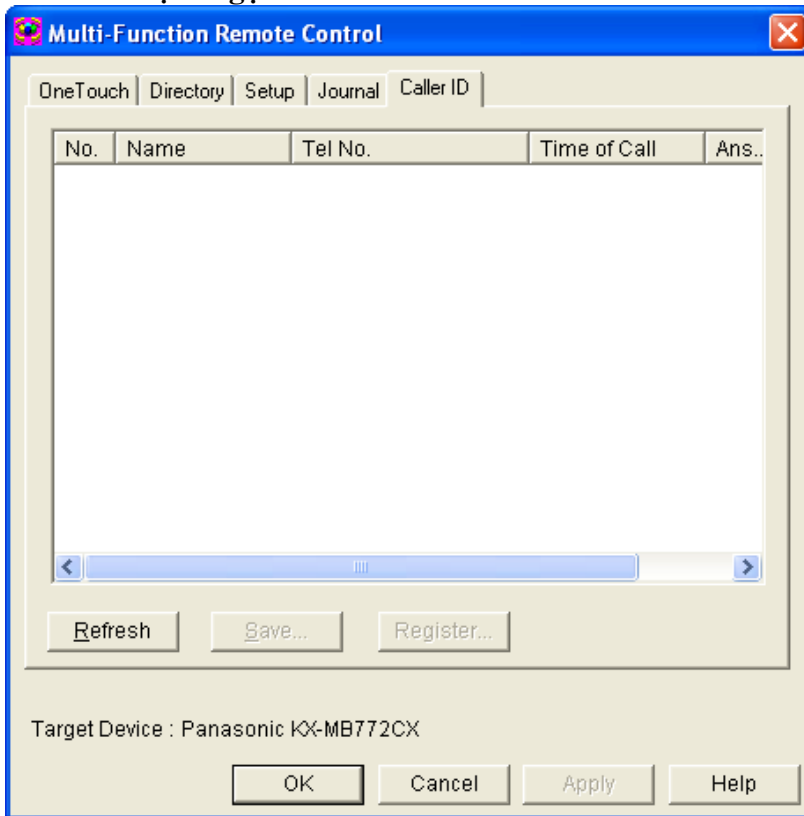 Multi-Function Remote Control
OneTouch Directory Setup Journal Caller ID
No. Name Tel No. Time of Call Ans..
Refresh Save... Register...
Target Device : Panasonic KX-MB772CX
OK Cancel Apply Help